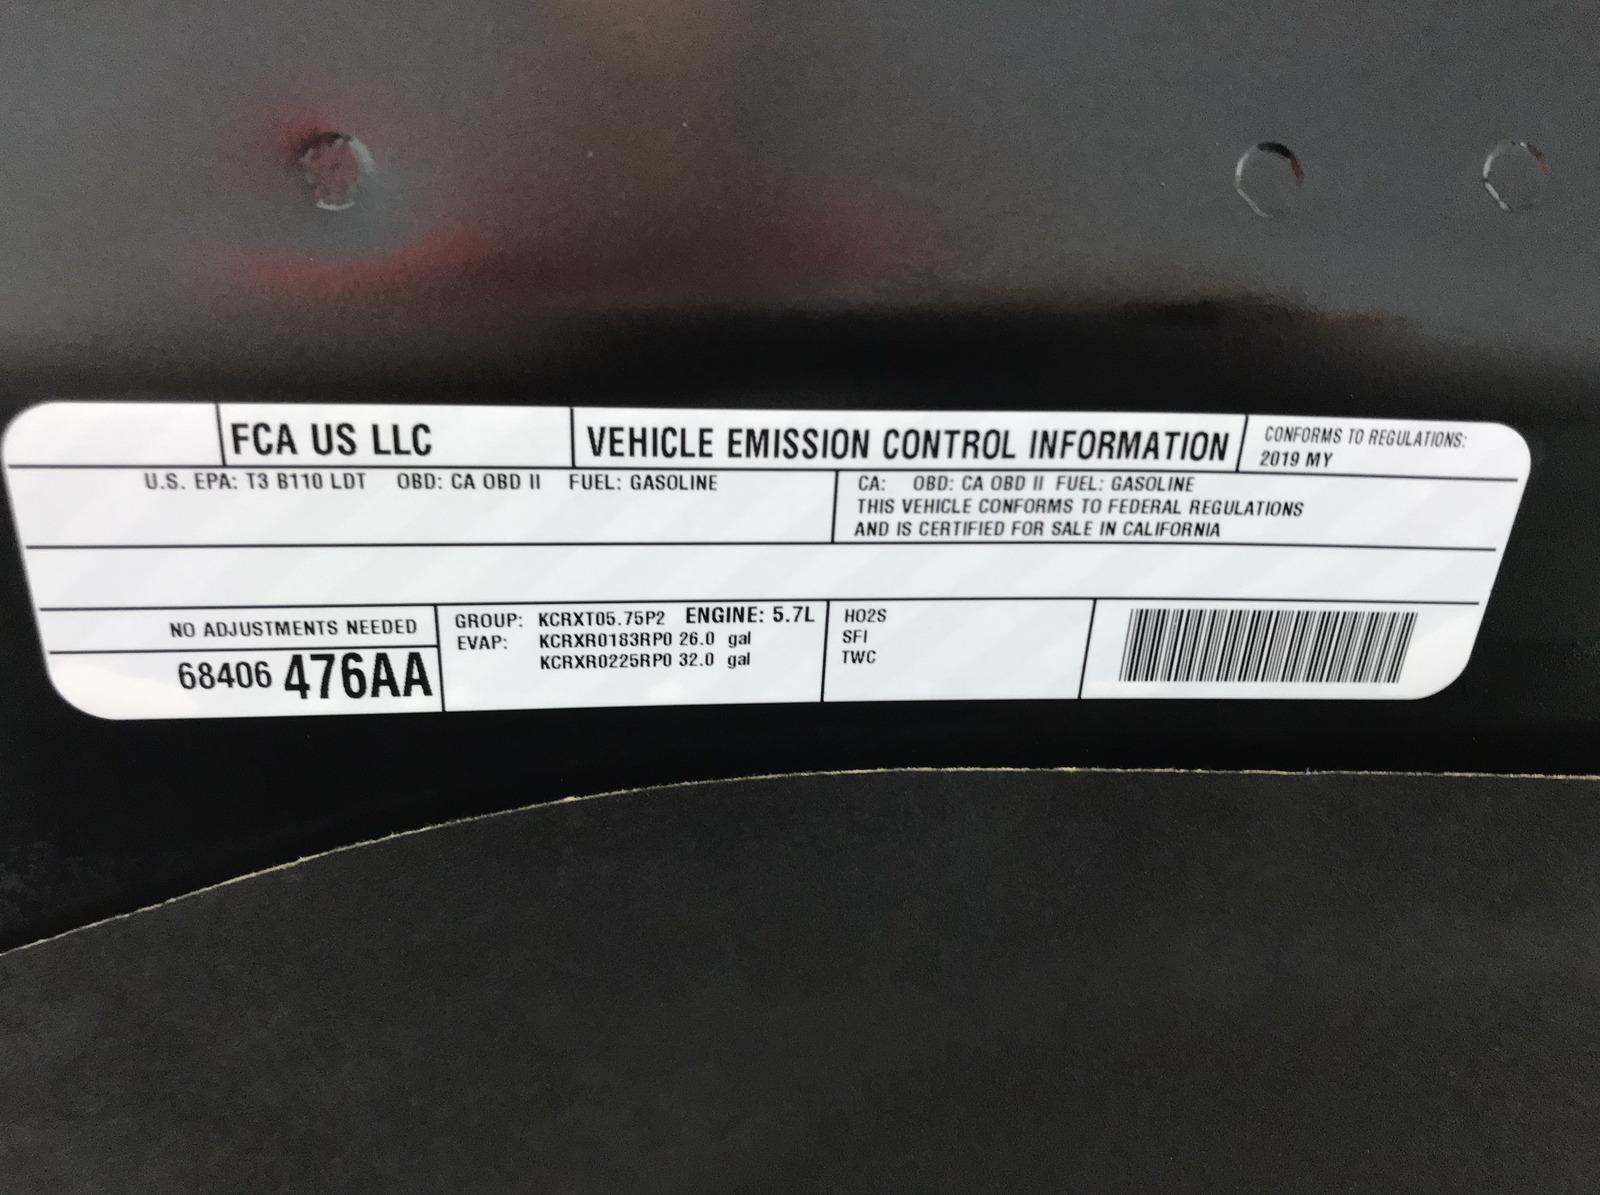 FCA US LLC
VEHICLE EMISSION CONTROL INFORMATION
CONFORMS TO REGULATIONS:
2019 MY
U.S. EPA: T3 B110 LDT OBD: CA OBD II FUEL: GASOLINE
CA: OBD: CA OBD II FUEL: GASOLINE
THIS VEHICLE CONFORMS TO FEDERAL REGULATIONS
AND IS CERTIFIED FOR SALE IN CALIFORNIA
NO ADJUSTMENTS NEEDED
68406 476AA
GROUP: KCRXT05.75P2 ENGINE: 5.7L
EVAP: KCRXR0183RP0 26.0 gal
KCRXR0225RP0 32.0 gal
HO2S
SFI
TWC